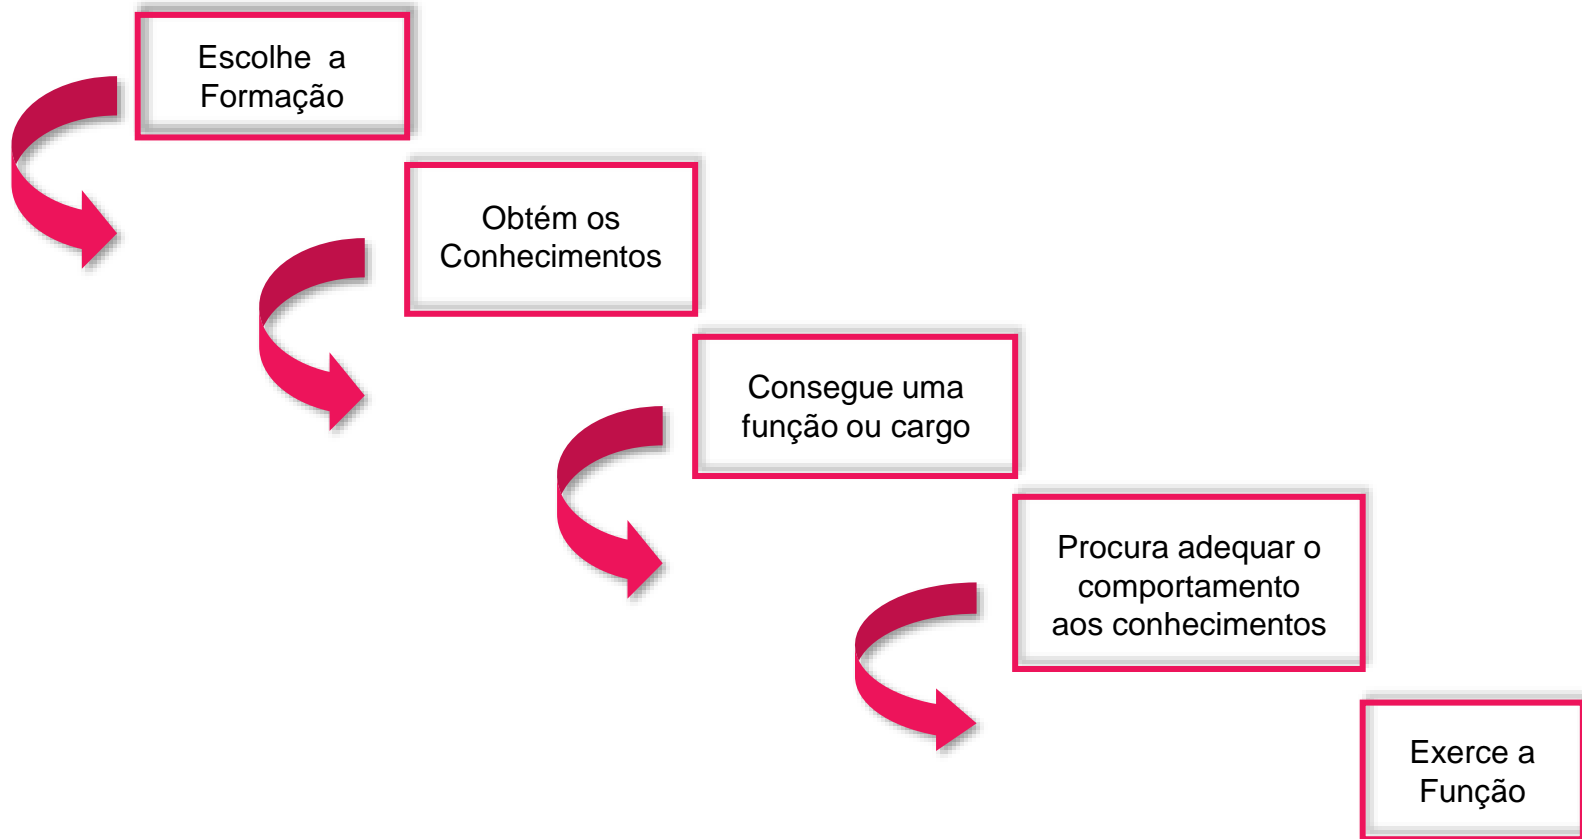 Escolhe a
Formação
Obtém os
Conhecimentos
Consegue uma
função ou cargo
Procura adequar o
comportamento
aos conhecimentos
Exerce a
Função